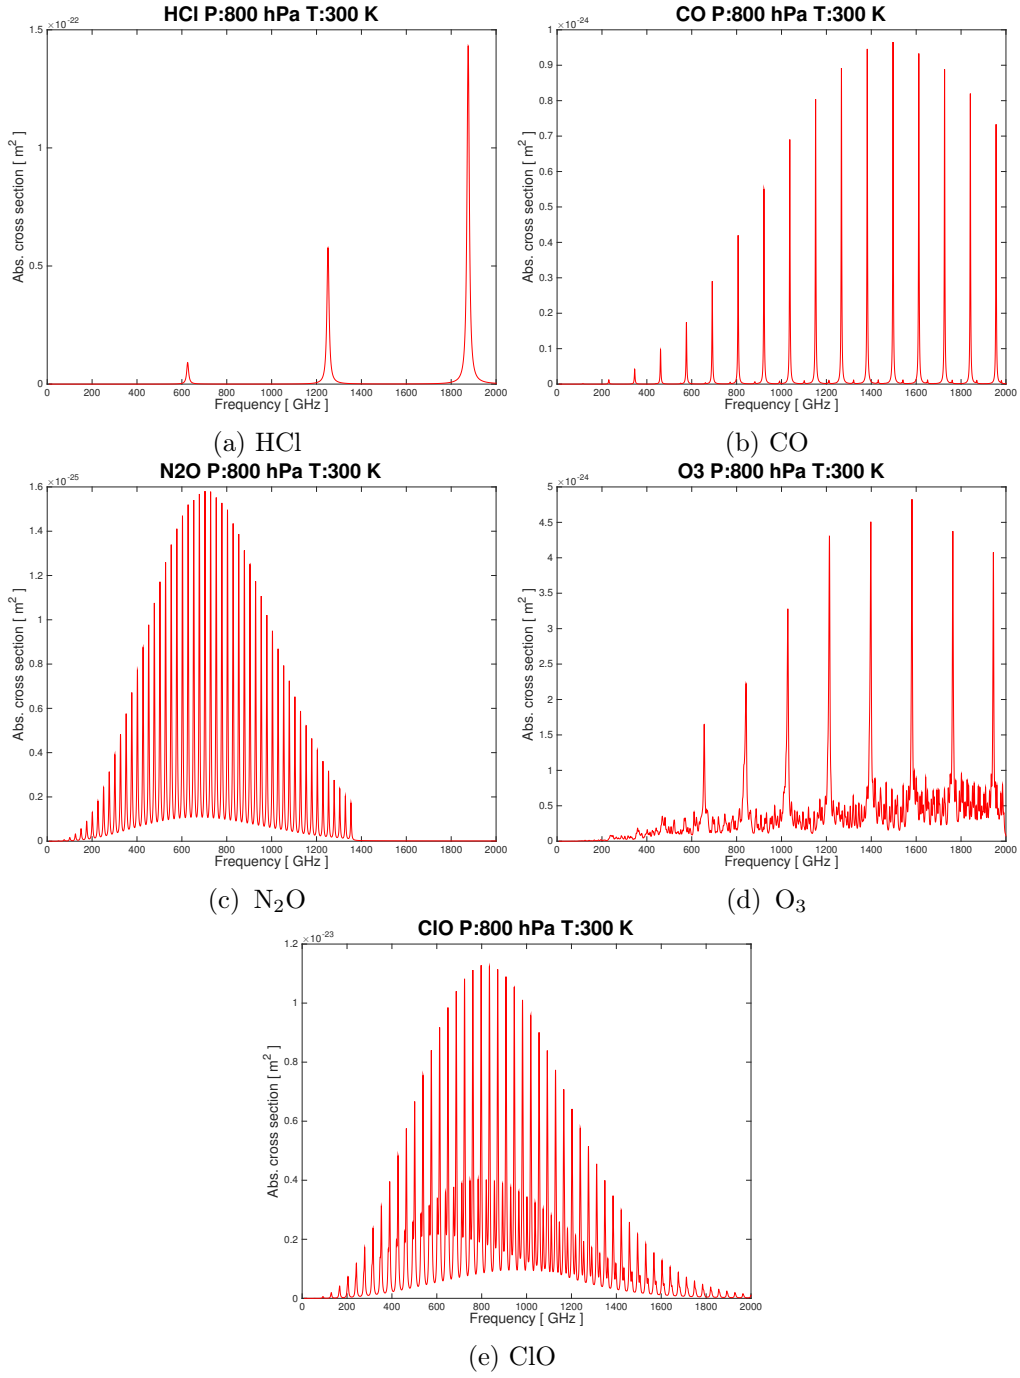 HCl P:800 hPa T:300 K
×10^-22
1.5
1
0.5
0
0 200 400 600 800 1000 1200 1400 1600 1800 2000
Abs. cross section [ m^2 ]
Frequency [ GHz ]
(a) HCl
CO P:800 hPa T:300 K
×10^-24
1
0.9
0.8
0.7
0.6
0.5
0.4
0.3
0.2
0.1
0
0 200 400 600 800 1000 1200 1400 1600 1800 2000
Abs. cross section [ m^2 ]
Frequency [ GHz ]
(b) CO
N2O P:800 hPa T:300 K
×10^-25
1.6
1.4
1.2
1
0.8
0.6
0.4
0.2
0
0 200 400 600 800 1000 1200 1400 1600 1800 2000
Abs. cross section [ m^2 ]
Frequency [ GHz ]
(c) N₂O
O3 P:800 hPa T:300 K
×10^-24
5
4.5
4
3.5
3
2.5
2
1.5
1
0.5
0
0 200 400 600 800 1000 1200 1400 1600 1800 2000
Abs. cross section [ m^2 ]
Frequency [ GHz ]
(d) O₃
ClO P:800 hPa T:300 K
×10^-23
1.2
1
0.8
0.6
0.4
0.2
0
0 200 400 600 800 1000 1200 1400 1600 1800 2000
Abs. cross section [ m^2 ]
Frequency [ GHz ]
(e) ClO